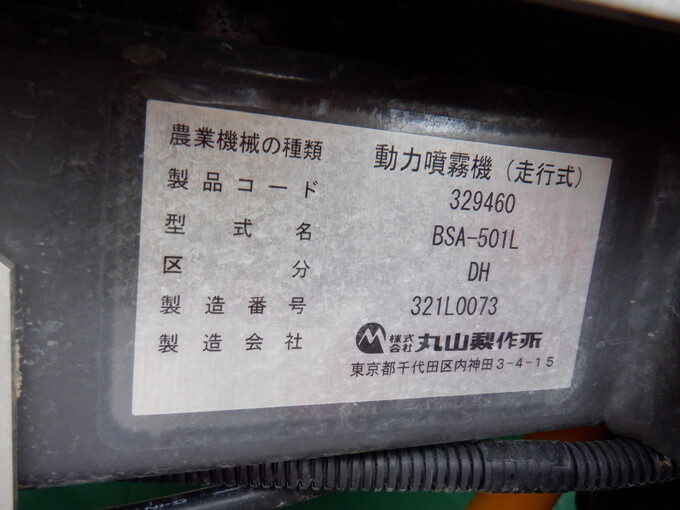 農業機械の種類 動力噴霧機（走行式）
製品コード 329460
型式名 BSA-501L
区分 DH
製造番号 321L0073
製造会社 株式会社 丸山製作所
東京都千代田区内神田3-4-15